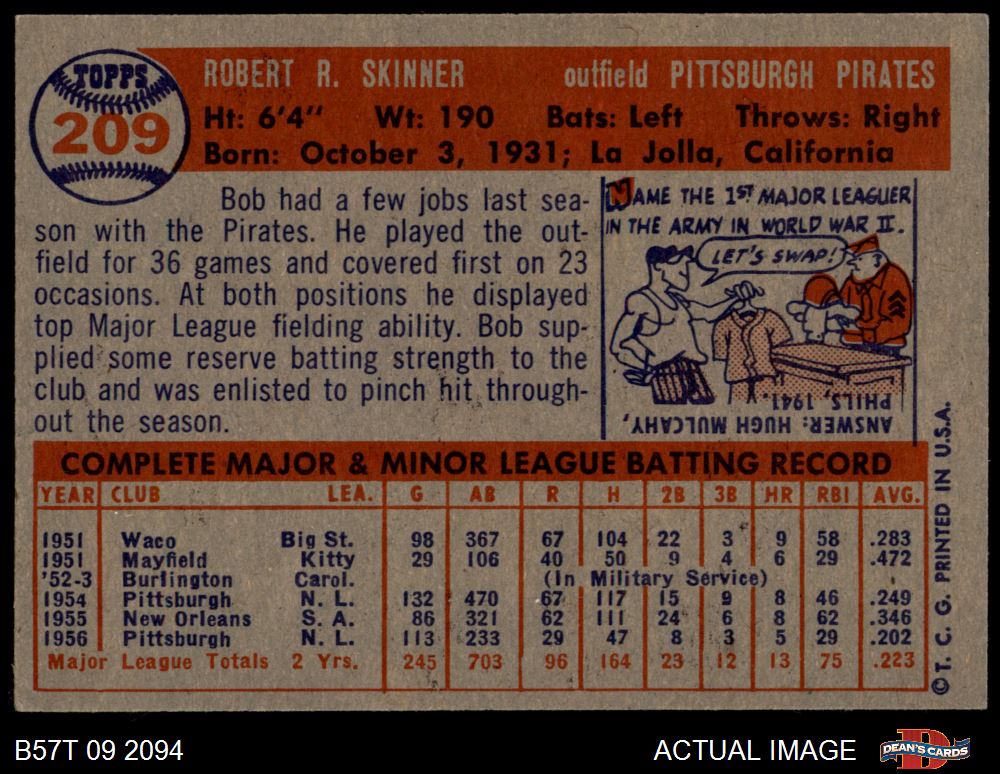 TOPPS
209
ROBERT R. SKINNER outfield PITTSBURGH PIRATES
Ht: 6'4" Wt: 190 Bats: Left Throws: Right
Born: October 3, 1931; La Jolla, California
Bob had a few jobs last sea-
son with the Pirates. He played the out-
field for 36 games and covered first on 23
occasions. At both positions he displayed
top Major League fielding ability. Bob sup-
plied some reserve batting strength to the
club and was enlisted to pinch hit through-
out the season.
NAME THE 1ST MAJOR LEAGUER
IN THE ARMY IN WORLD WAR II.
LET'S SWAP!
ANSWER: HUGH MULCAHY,
PHILS, 1941.
COMPLETE MAJOR & MINOR LEAGUE BATTING RECORD
YEAR CLUB LEA. G AB R H 2B 3B HR RBI AVG.
1951 Waco Big St. 98 367 67 104 22 3 9 58 .283
1951 Mayfield Kitty 29 106 40 50 9 4 6 29 .472
'52-3 Burlington Carol. (In Military Service)
1954 Pittsburgh N. L. 132 470 67 117 15 9 8 46 .249
1955 New Orleans S. A. 86 321 62 111 24 6 8 62 .346
1956 Pittsburgh N. L. 113 233 29 47 8 3 5 29 .202
Major League Totals 2 Yrs. 245 703 96 164 23 12 13 75 .223
© T. C. G. PRINTED IN U.S.A.
B57T 09 2094 ACTUAL IMAGE DEAN'S CARDS